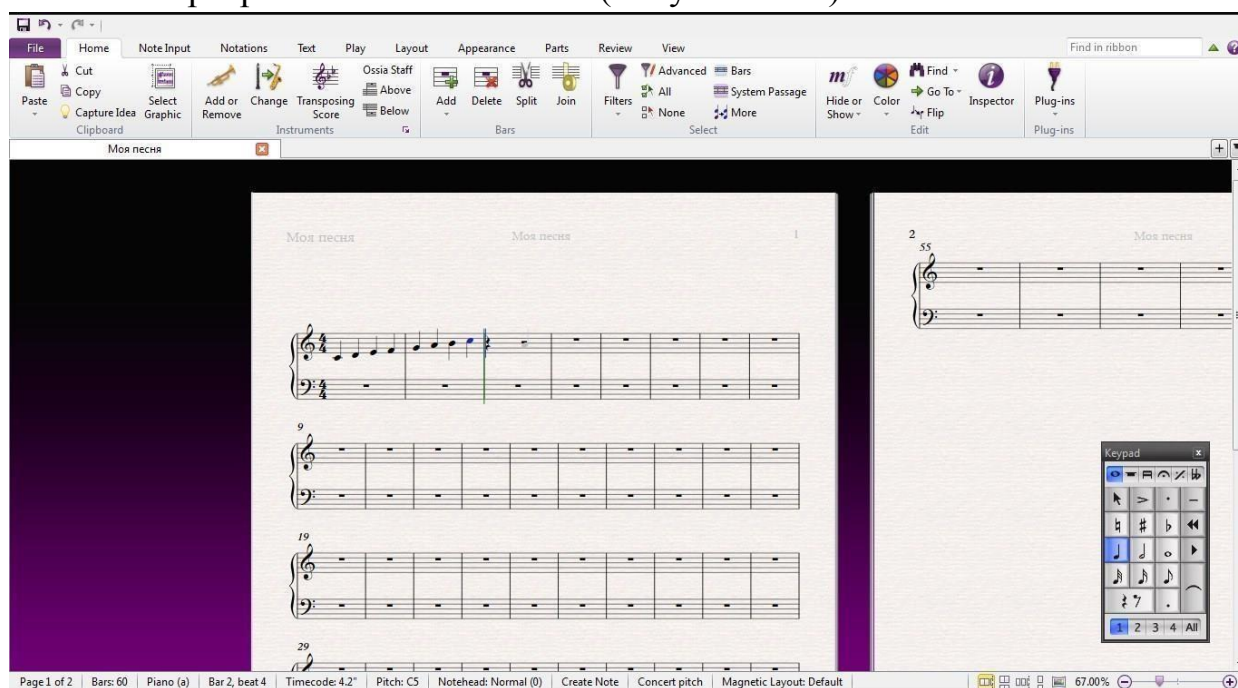 File Home Note Input Notations Text Play Layout Appearance Parts Review View Find in ribbon
Paste
Cut
Copy
Capture Idea
Select Graphic
Clipboard
Add or Remove
Change
Transposing Score
Ossia Staff
Above
Below
Instruments
Add
Delete
Split
Join
Bars
Filters
Advanced
All
None
Bars
System Passage
More
Select
Hide or Show
Color
Find
Go To
Flip
Inspector
Edit
Plug-ins
Plug-ins
Моя песня
Моя песня Моя песня 1
9
19
29
2 Моя песня
55
Keypad
1 2 3 4 All
Page 1 of 2 Bars: 60 Piano (a) Bar 2, beat 4 Timecode: 4.2" Pitch: C5 Notehead: Normal (0) Create Note Concert pitch Magnetic Layout: Default 67.00%